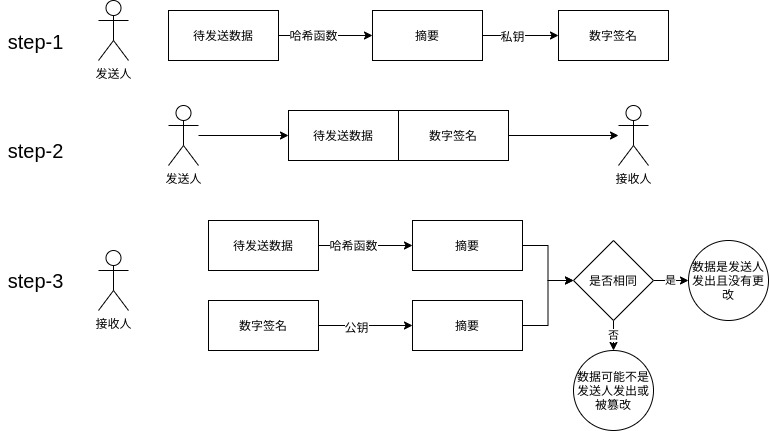 step-1
发送人
待发送数据
哈希函数
摘要
私钥
数字签名
step-2
发送人
待发送数据
数字签名
接收人
step-3
接收人
待发送数据
哈希函数
摘要
数字签名
公钥
摘要
是否相同
是
数据是发送人
发出且没有更
改
否
数据可能不是
发送人发出或
被篡改